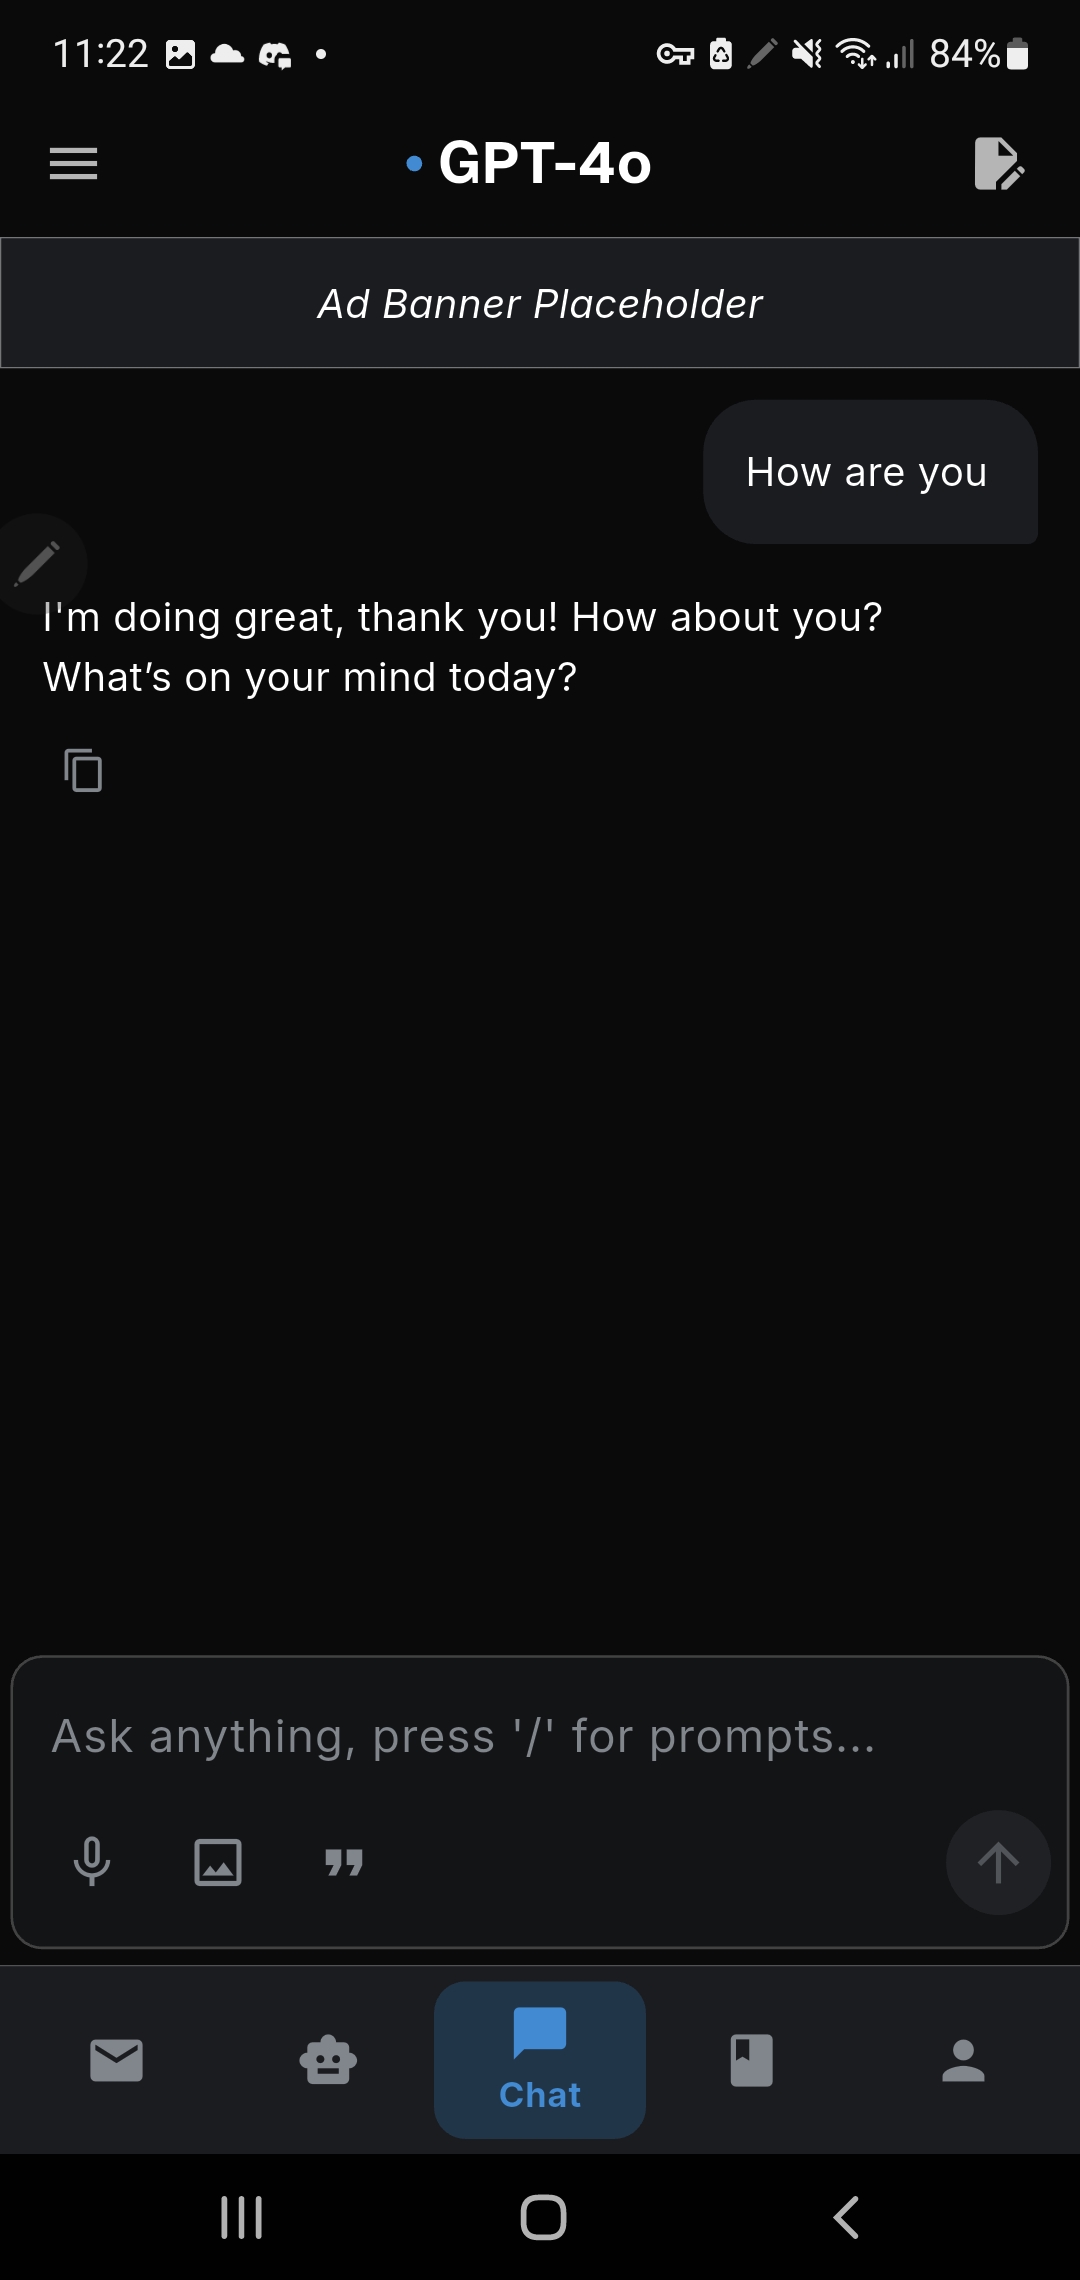 11:22
84%
GPT-4o
Ad Banner Placeholder
How are you
I'm doing great, thank you! How about you?
What’s on your mind today?
Ask anything, press '/' for prompts...
Chat